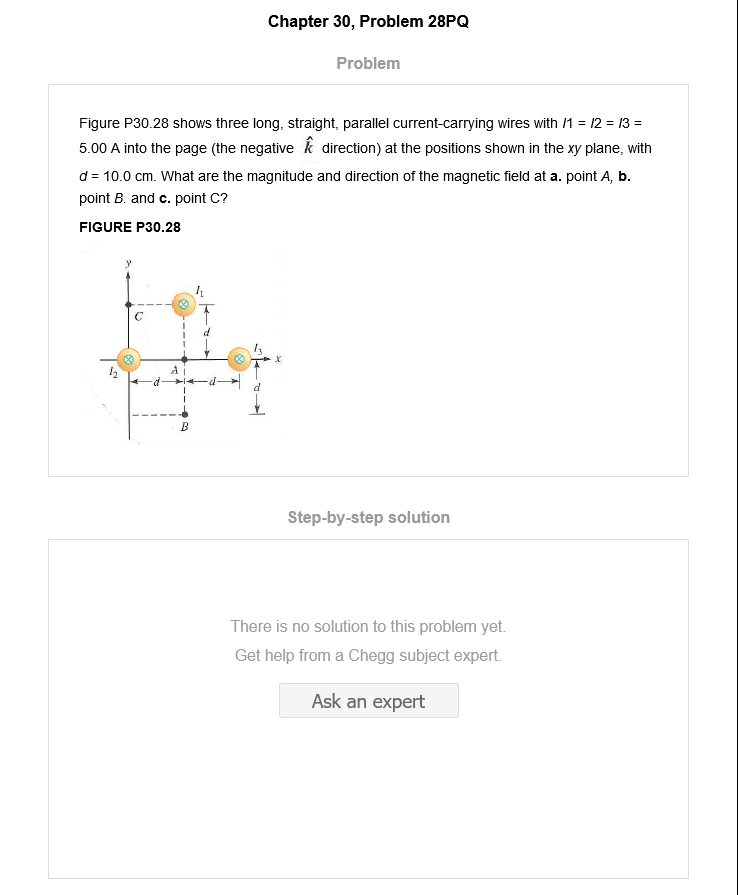 Chapter 30, Problem 28PQ
Problem
Figure P30.28 shows three long, straight, parallel current-carrying wires with I1 = I2 = I3 =
5.00 A into the page (the negative k̂ direction) at the positions shown in the xy plane, with
d = 10.0 cm. What are the magnitude and direction of the magnetic field at a. point A, b.
point B. and c. point C?
FIGURE P30.28
y
I₁
C
d
I₃
x
I₂
A
d
d
d
B
Step-by-step solution
There is no solution to this problem yet.
Get help from a Chegg subject expert.
Ask an expert